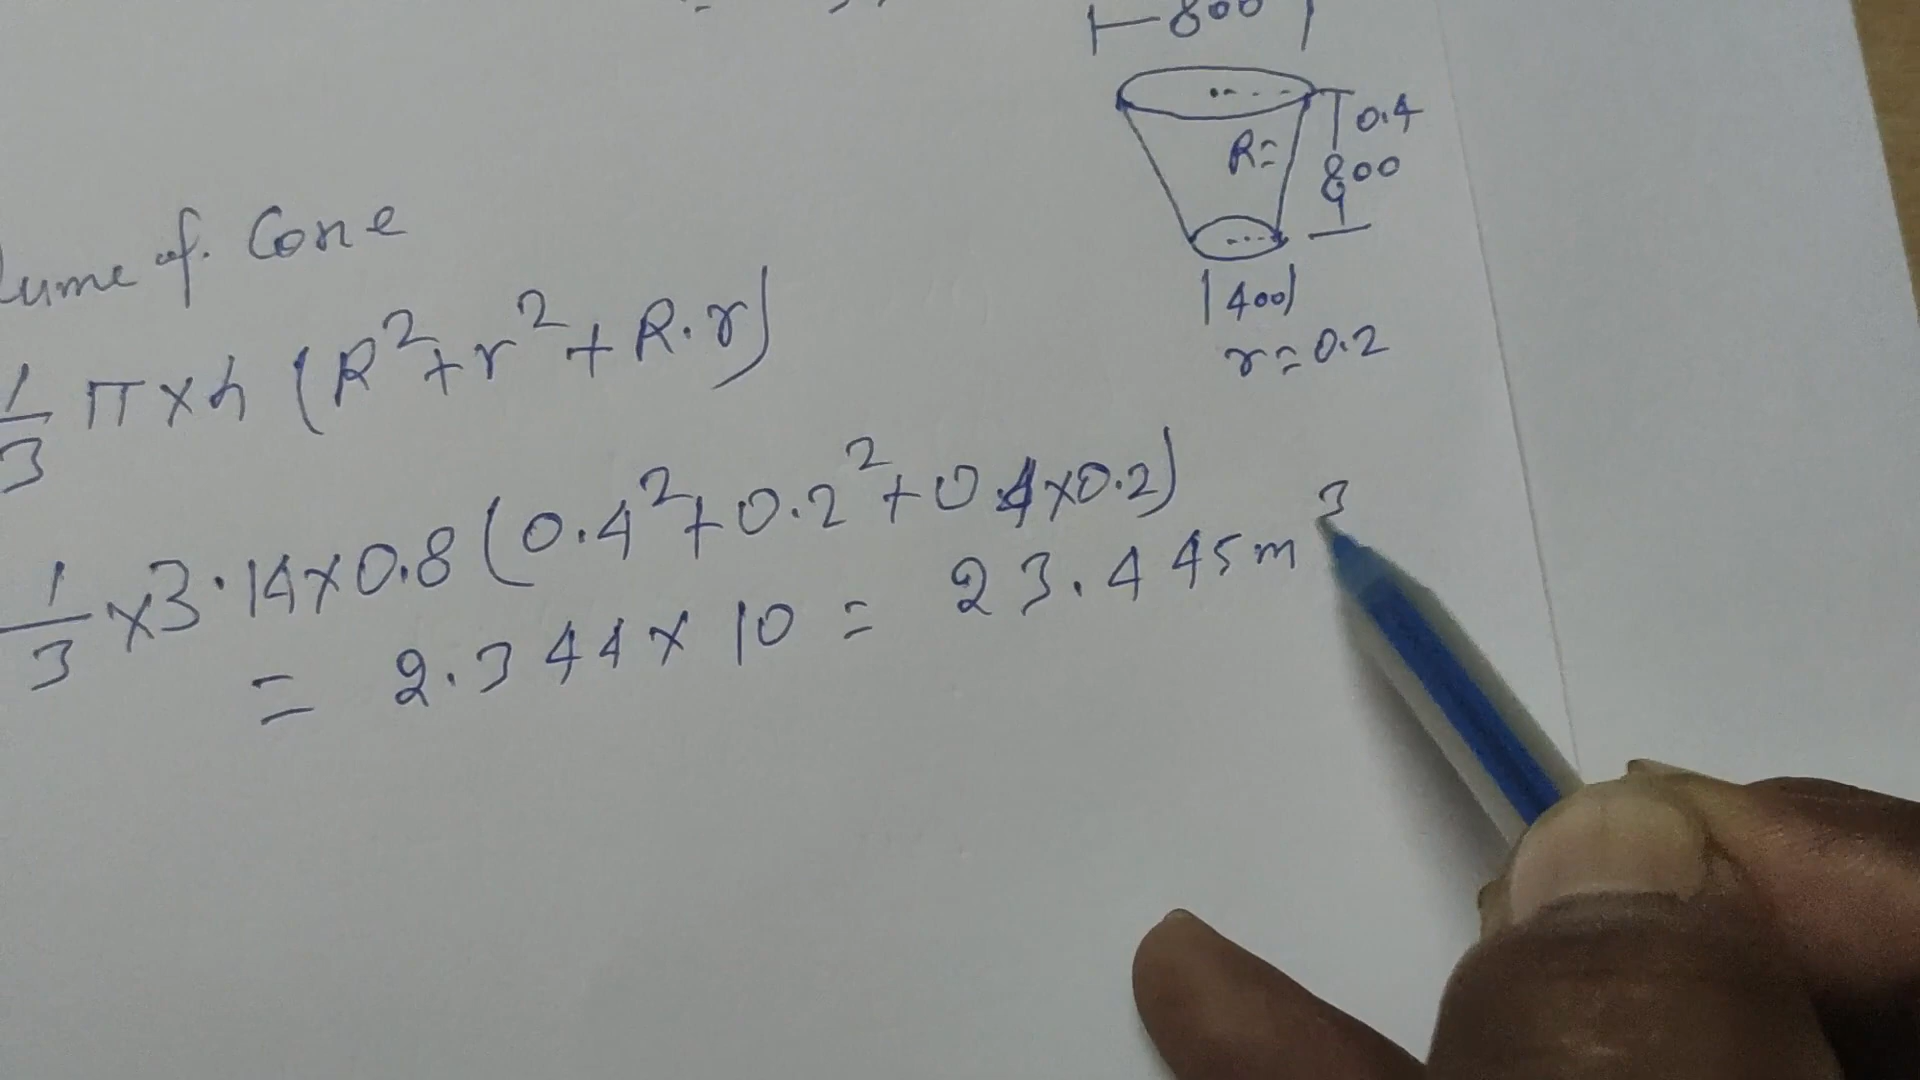 800
0.4
R=
800
lume of. Cone
1/3 π×h (R²+r²+R.r)
400
r=0.2
1/3 ×3.14×0.8(0.4²+0.2²+0.4×0.2)
= 2.344×10 = 23.445m³